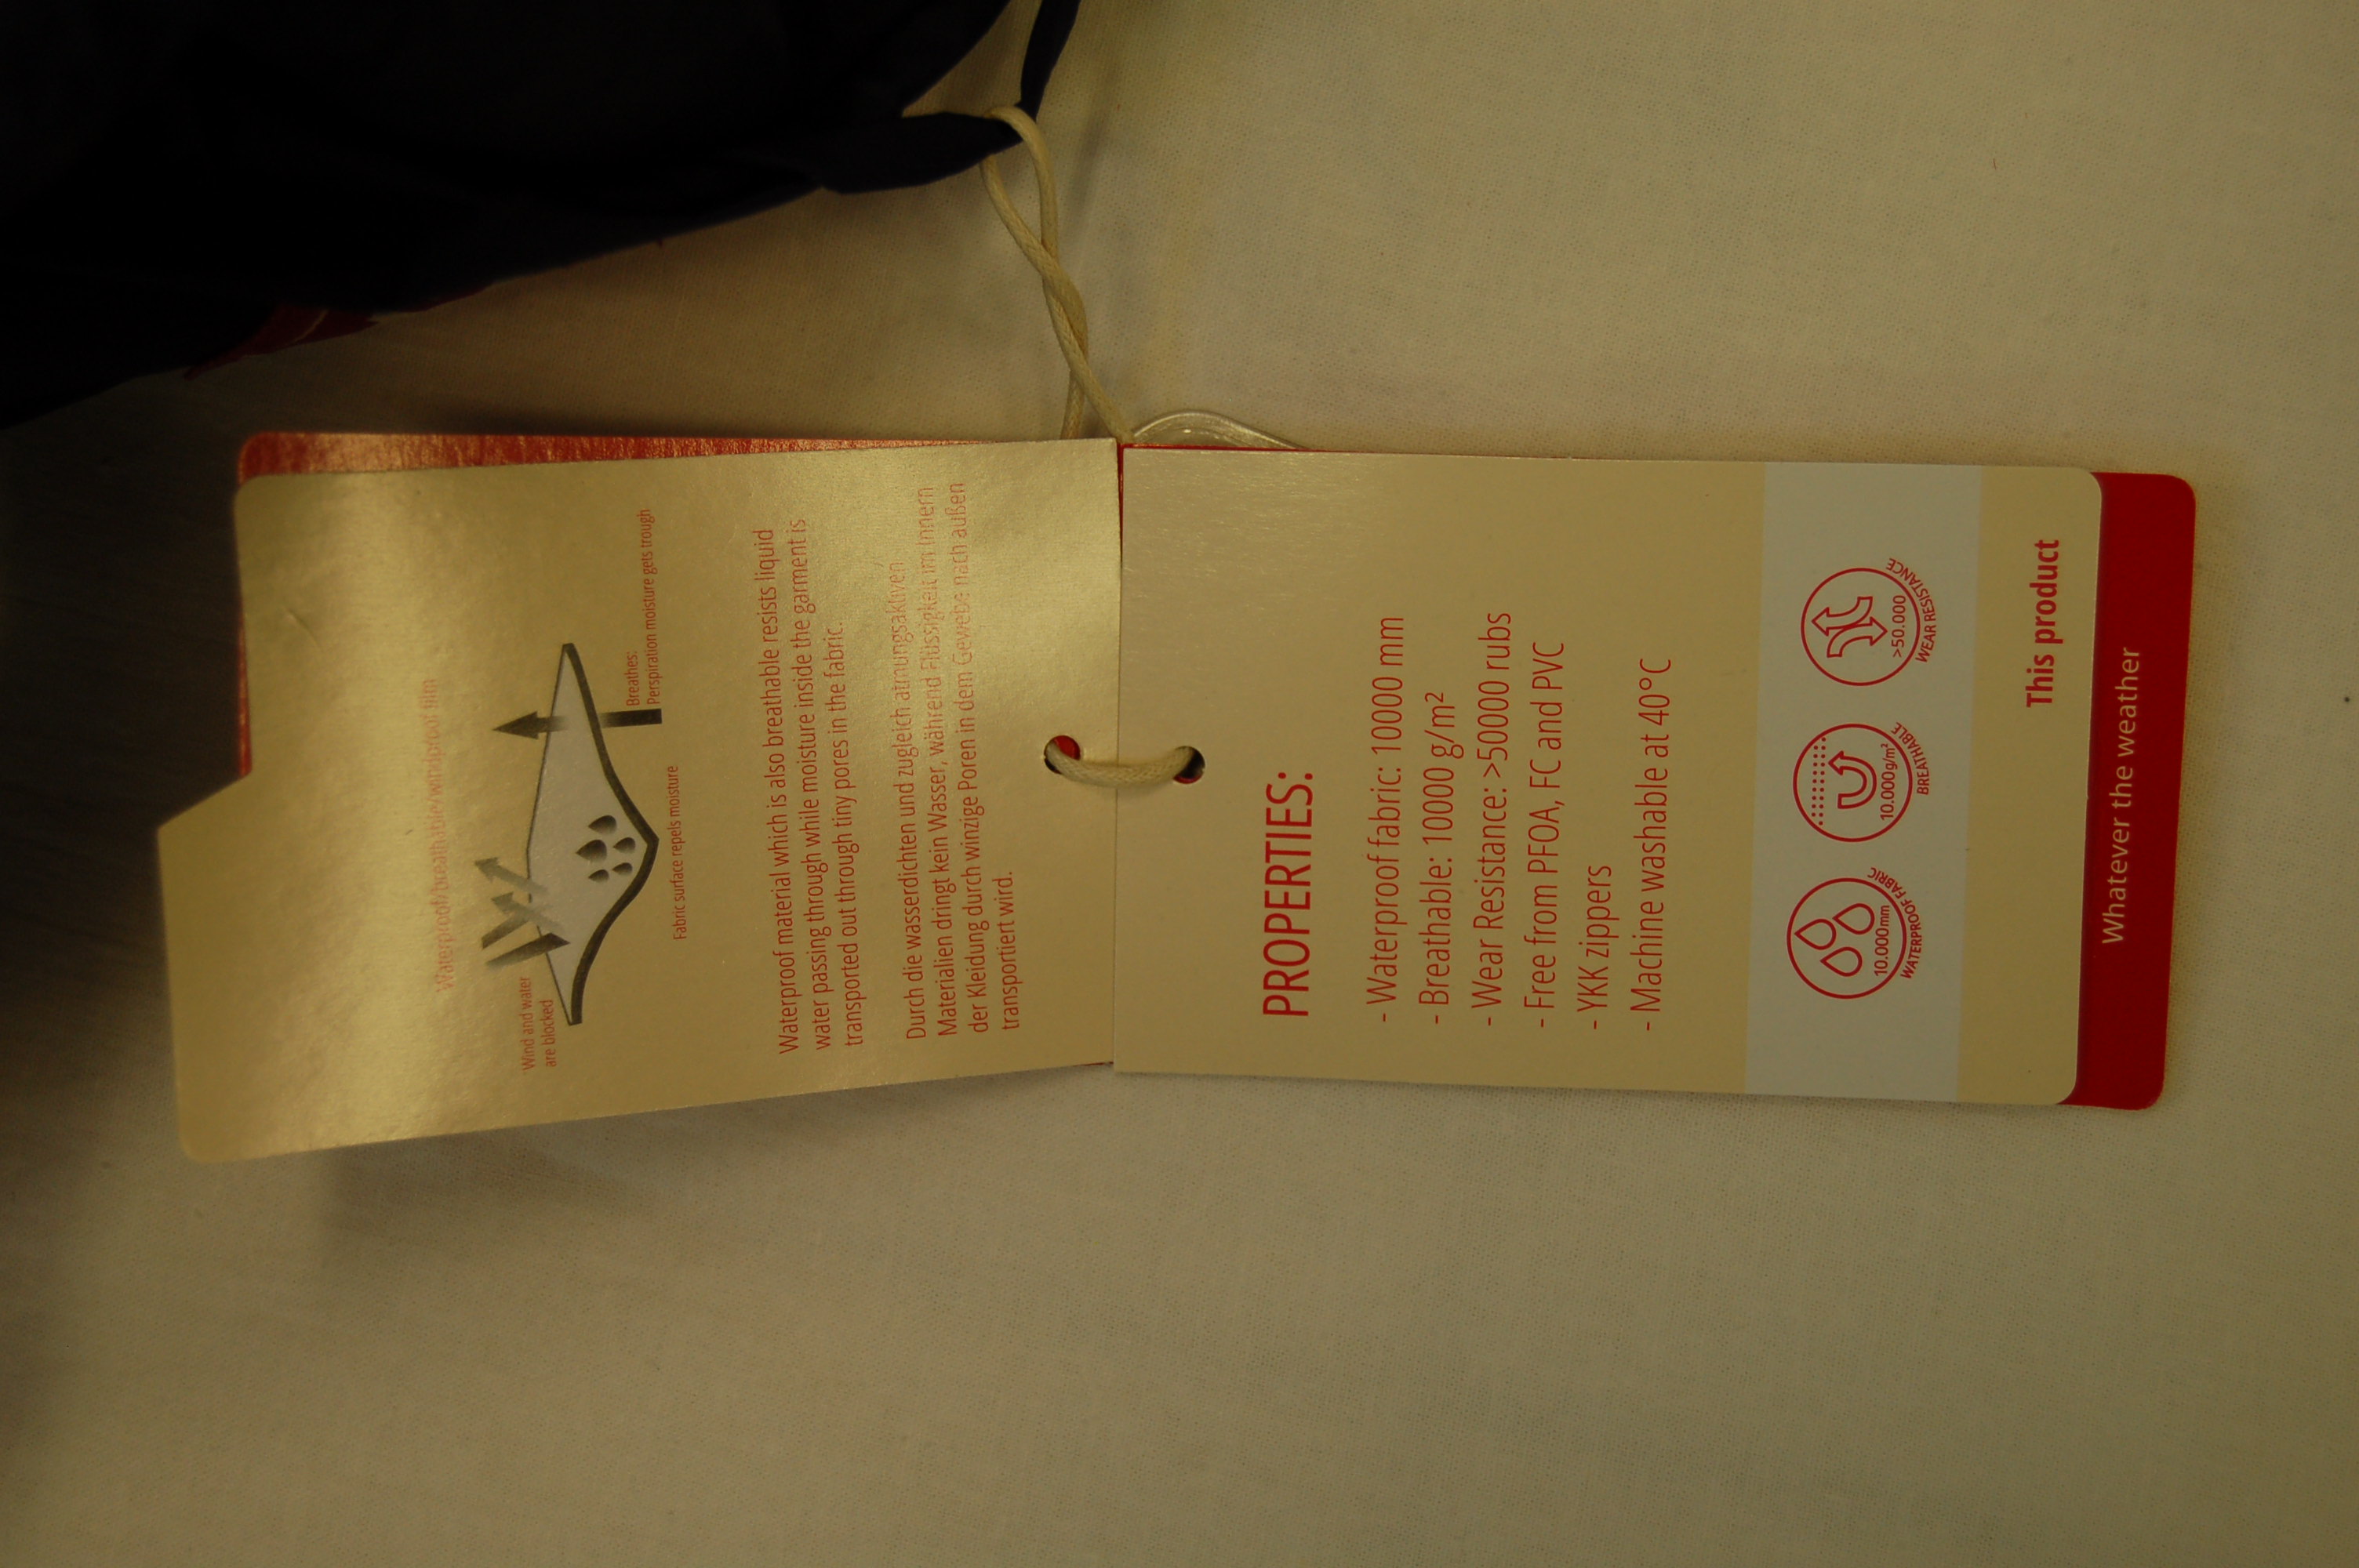 Waterproof/breathable/windproof film
Wind and water
are blocked
Breathes:
Perspiration moisture gets trough
Fabric surface repels moisture
Waterproof material which is also breathable resists liquid
water passing through while moisture inside the garment is
transported out through tiny pores in the fabric.
Durch die wasserdichten und zugleich atmungsaktiven
Materialien dringt kein Wasser, während Flüssigkeit im Innern
der Kleidung durch winzige Poren in dem Gewebe nach außen
transportiert wird.
PROPERTIES:
- Waterproof fabric: 10000 mm
- Breathable: 10000 g/m²
- Wear Resistance: >50000 rubs
- Free from PFOA, FC and PVC
- YKK zippers
- Machine washable at 40°C
10.000mm
WATERPROOF FABRIC
10.000g/m²
BREATHABLE
>50.000
WEAR RESISTANCE
This product
Whatever the weather